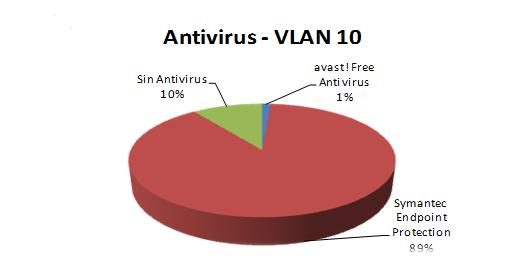 Antivirus - VLAN 10
avast! Free
Antivirus
1%
Sin Antivirus
10%
Symantec
Endpoint
Protection
89%